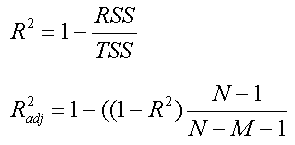 R² = 1 − RSS / TSS
R²adj = 1 − ((1 − R²) N − 1 / N − M − 1